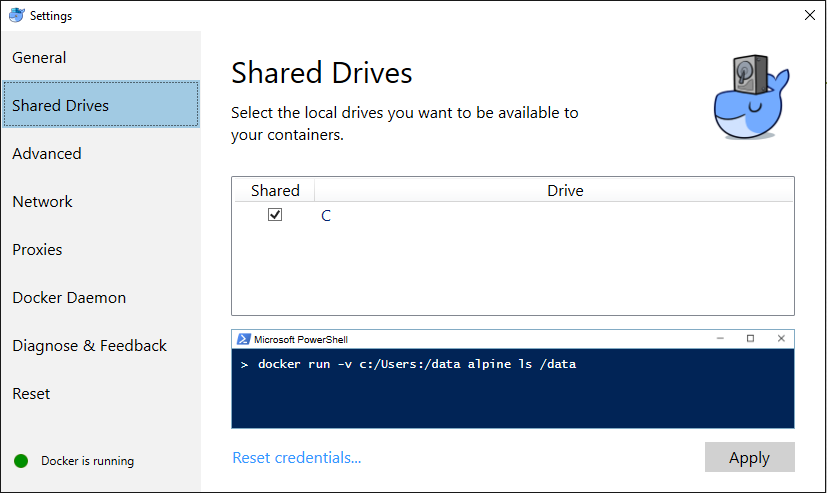 Settings
General
Shared Drives
Advanced
Network
Proxies
Docker Daemon
Diagnose & Feedback
Reset
Docker is running
Shared Drives
Select the local drives you want to be available to
your containers.
Shared Drive
C
Microsoft PowerShell
> docker run -v c:/Users:/data alpine ls /data
Reset credentials...
Apply